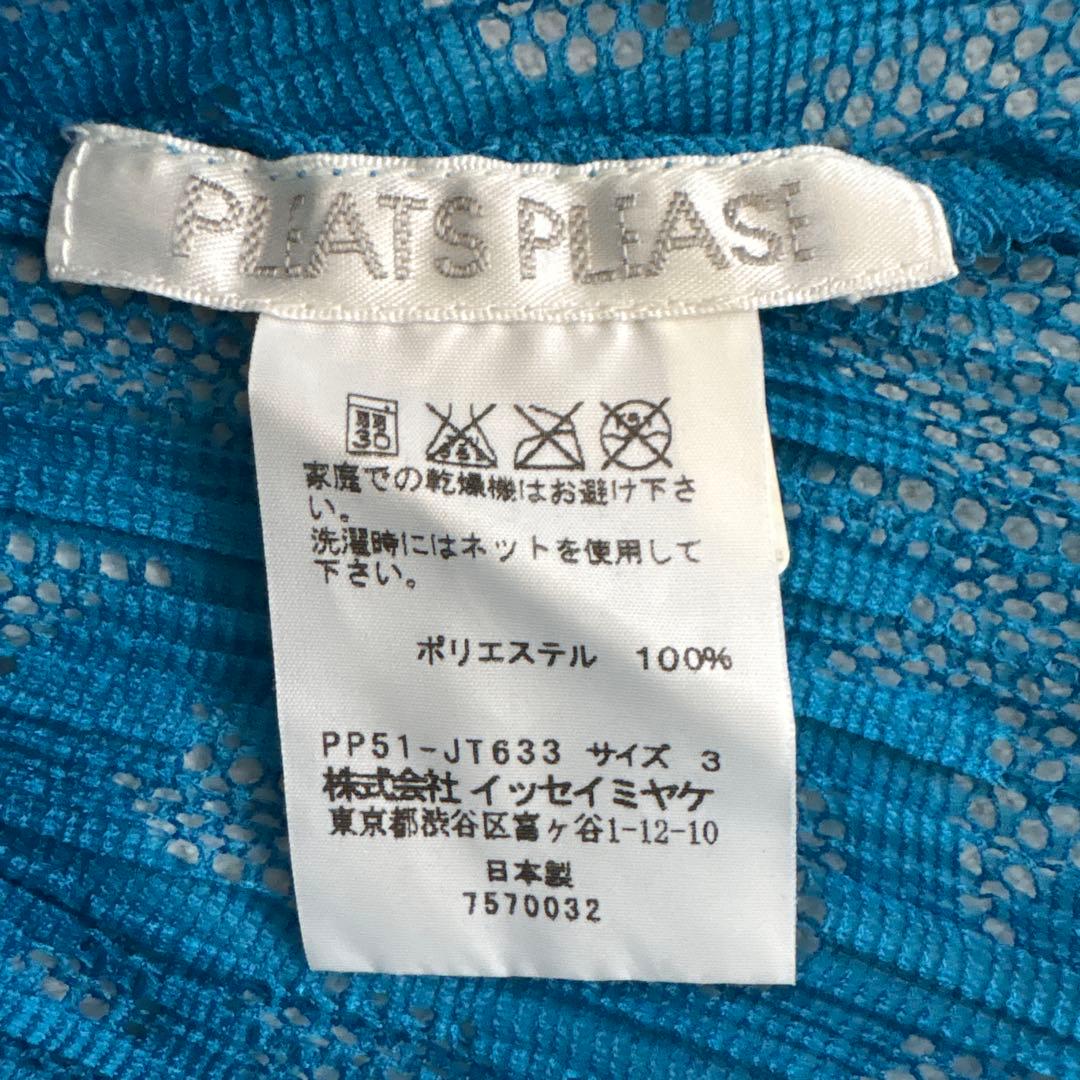 PLEATS PLEASE
家庭での乾燥機はお避け下さ
い。
洗濯時にはネットを使用して
下さい。
ポリエステル 100%
PP51-JT633 サイズ 3
株式会社 イッセイミヤケ
東京都渋谷区富ヶ谷1-12-10
日本製
7570032